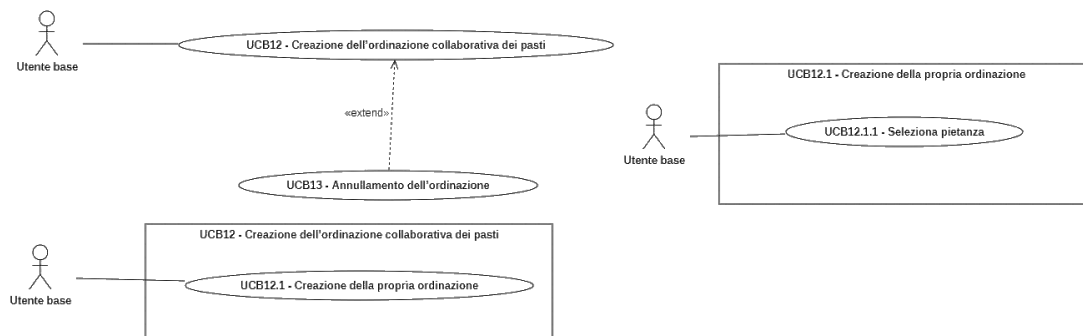 UCB12 - Creazione dell'ordinazione collaborativa dei pasti
Utente base
«extend»
UCB13 - Annullamento dell'ordinazione
UCB12 - Creazione dell'ordinazione collaborativa dei pasti
UCB12.1 - Creazione della propria ordinazione
Utente base
UCB12.1 - Creazione della propria ordinazione
UCB12.1.1 - Seleziona pietanza
Utente base